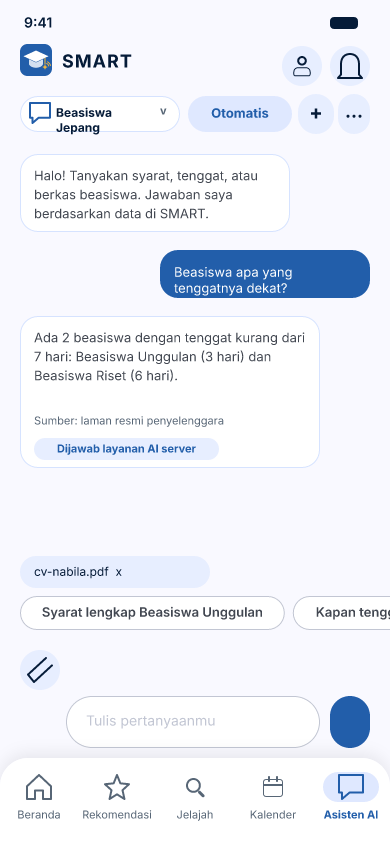 9:41
SMART
Beasiswa
Jepang
v
Otomatis
+
...
Halo! Tanyakan syarat, tenggat, atau
berkas beasiswa. Jawaban saya
berdasarkan data di SMART.
Beasiswa apa yang
tenggatnya dekat?
Ada 2 beasiswa dengan tenggat kurang dari
7 hari: Beasiswa Unggulan (3 hari) dan
Beasiswa Riset (6 hari).
Sumber: laman resmi penyelenggara
Dijawab layanan AI server
cv-nabila.pdf x
Syarat lengkap Beasiswa Unggulan
Kapan tengg
Tulis pertanyaanmu
Beranda
Rekomendasi
Jelajah
Kalender
Asisten AI